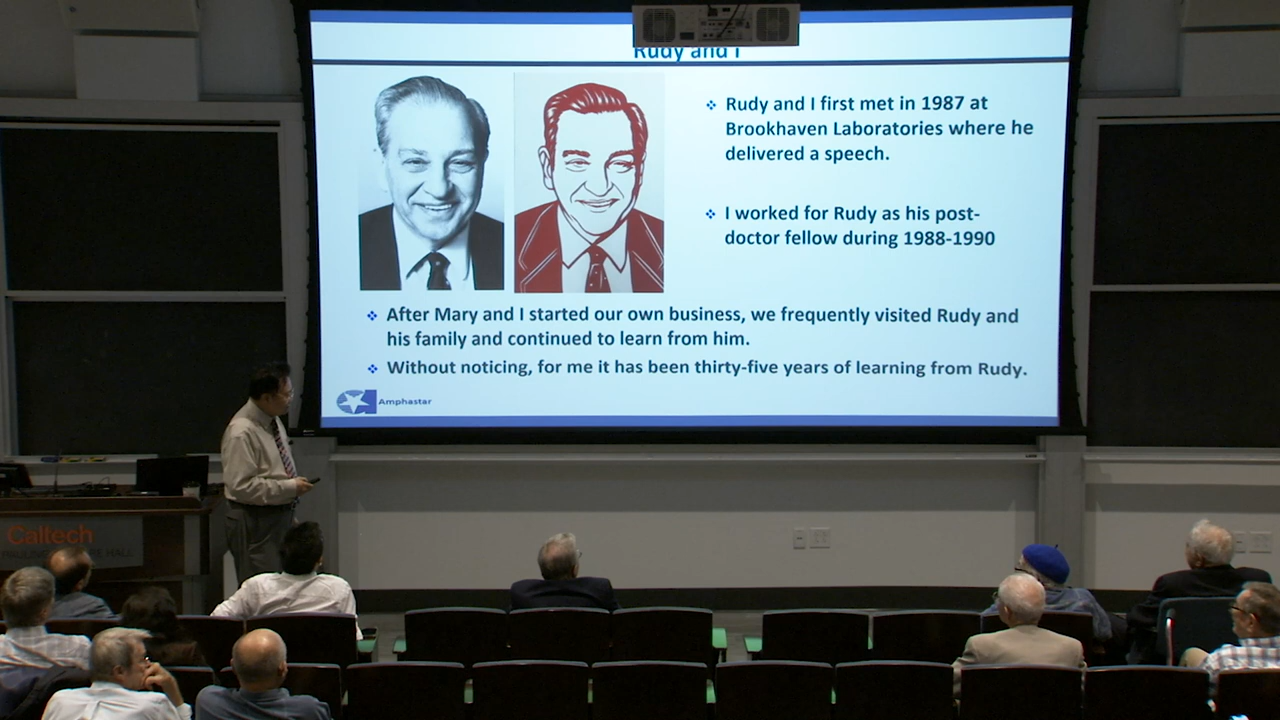 Rudy and I
Rudy and I first met in 1987 at
Brookhaven Laboratories where he
delivered a speech.
I worked for Rudy as his post-
doctor fellow during 1988-1990
After Mary and I started our own business, we frequently visited Rudy and
his family and continued to learn from him.
Without noticing, for me it has been thirty-five years of learning from Rudy.
Amphastar
Caltech
HALL